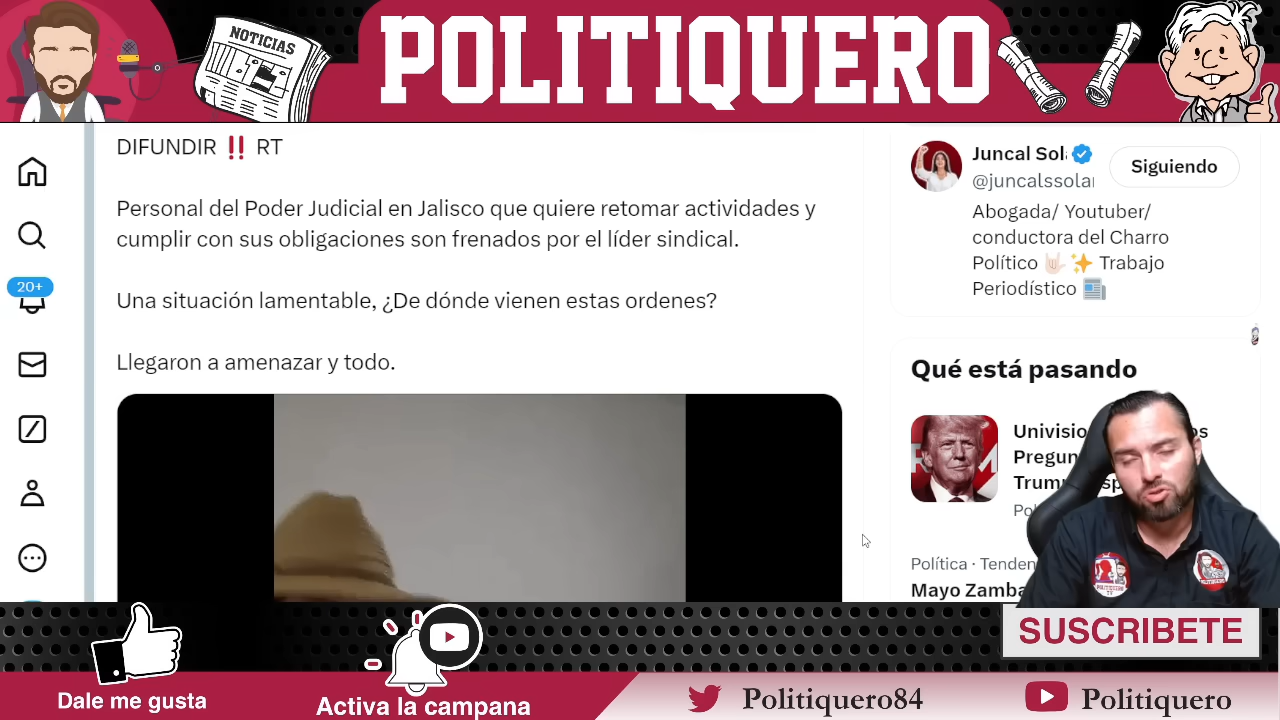 NOTICIAS
POLITIQUERO
DIFUNDIR ‼ RT
Personal del Poder Judicial en Jalisco que quiere retomar actividades y
cumplir con sus obligaciones son frenados por el líder sindical.
Una situación lamentable, ¿De dónde vienen estas ordenes?
Llegaron a amenazar y todo.
20+
Juncal Sol
@juncalssola
Siguiendo
Abogada/ Youtuber/
conductora del Charro
Político 🤟🏻✨ Trabajo
Periodístico 📰
Qué está pasando
Univisio
os
Pregun
Trum
Política · Tenden
Mayo Zamba
SUSCRIBETE
Dale me gusta
Activa la campana
Politiquero84
Politiquero